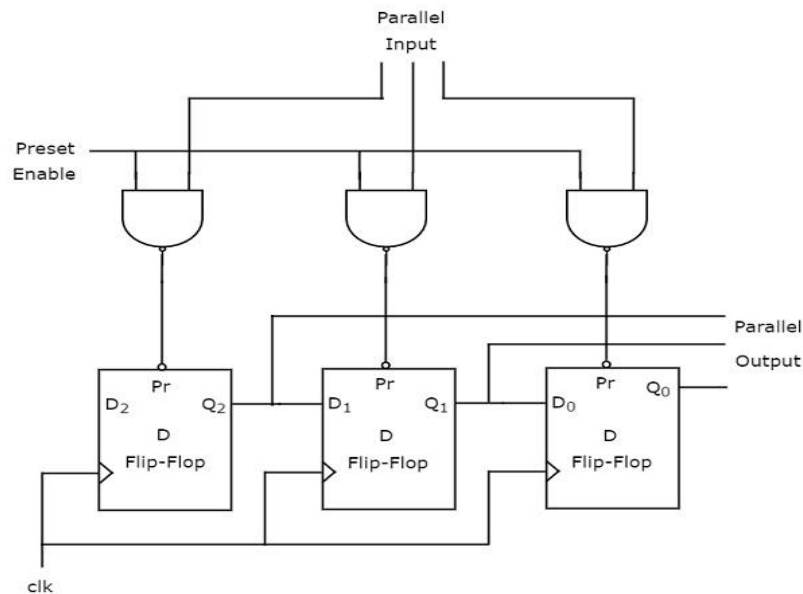 Parallel
Input
Preset
Enable
Parallel
Output
Pr
D₂
Q₂
D
Flip-Flop
Pr
D₁
Q₁
D
Flip-Flop
Pr
D₀
Q₀
D
Flip-Flop
clk